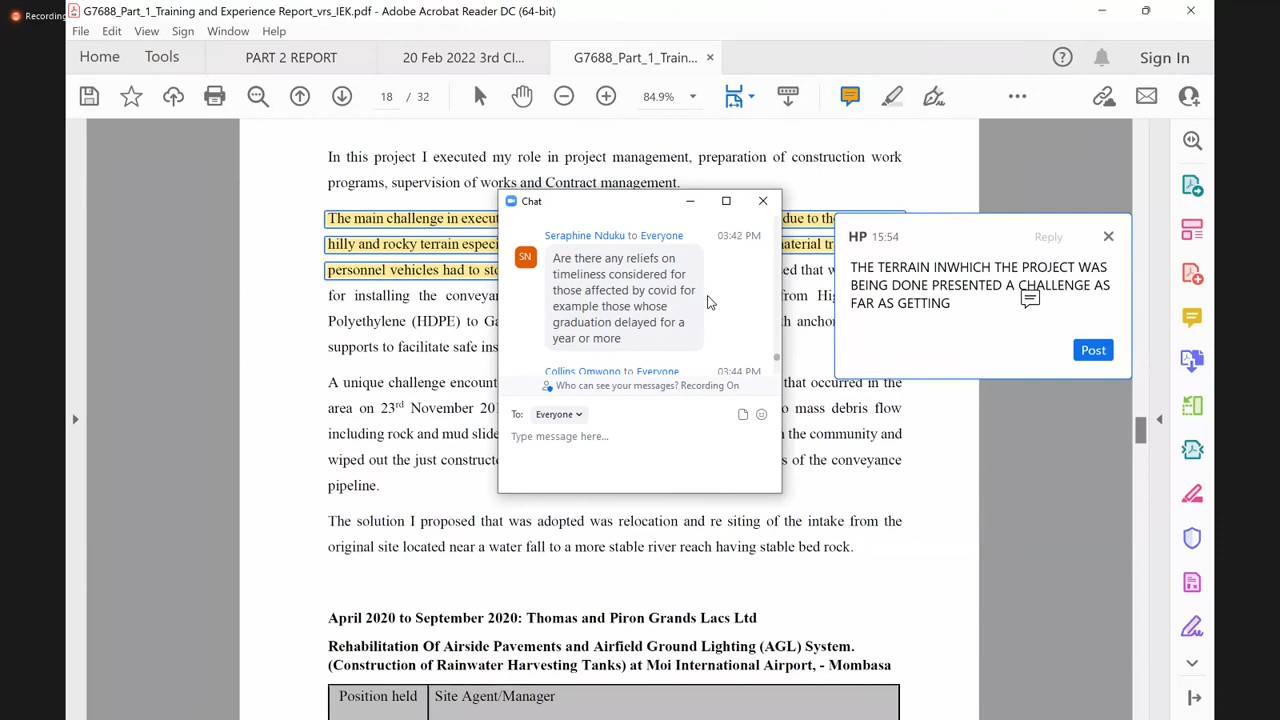 Recording
G7688_Part_1_Training and Experience Report_vrs_IEK.pdf - Adobe Acrobat Reader DC (64-bit)
File Edit View Sign Window Help
Home Tools PART 2 REPORT 20 Feb 2022 3rd Cl... G7688_Part_1_Train... Sign In
18 / 32 84.9%
In this project I executed my role in project management, preparation of construction work
programs, supervision of works and Contract management.
The main challenge in execut
due to the
hilly and rocky terrain especi
naterial tr
personnel vehicles had to sto
ed that w
for installing the conveyan
from Hig
Polyethylene (HDPE) to Ga
th anchor
supports to facilitate safe ins
A unique challenge encount
that occurred in the
area on 23rd November 201
o mass debris flow
including rock and mud slide
n the community and
wiped out the just constructe
s of the conveyance
pipeline.
The solution I proposed that was adopted was relocation and re siting of the intake from the
original site located near a water fall to a more stable river reach having stable bed rock.
April 2020 to September 2020: Thomas and Piron Grands Lacs Ltd
Rehabilitation Of Airside Pavements and Airfield Ground Lighting (AGL) System.
(Construction of Rainwater Harvesting Tanks) at Moi International Airport, - Mombasa
Position held Site Agent/Manager
Chat
Seraphine Nduku to Everyone 03:42 PM
SN
Are there any reliefs on
timeliness considered for
those affected by covid for
example those whose
graduation delayed for a
year or more
Collins Omwono to Everyone 03:44 PM
Who can see your messages? Recording On
To: Everyone
Type message here...
HP 15:54 Reply
THE TERRAIN INWHICH THE PROJECT WAS
BEING DONE PRESENTED A CHALLENGE AS
FAR AS GETTING
Post